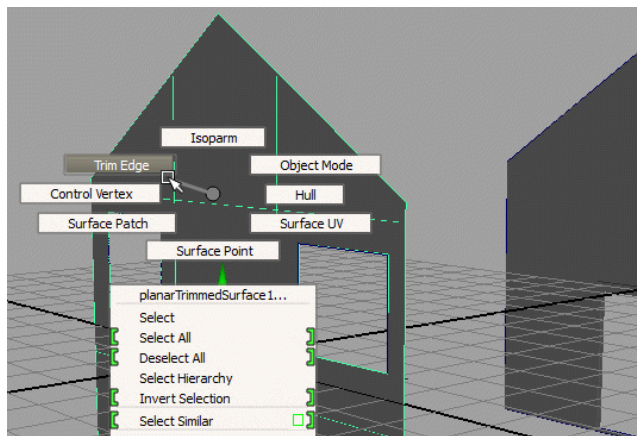 Isoparm
Trim Edge
Object Mode
Control Vertex
Hull
Surface Patch
Surface UV
Surface Point
planarTrimmedSurface1...
Select
Select All
Deselect All
Select Hierarchy
Invert Selection
Select Similar